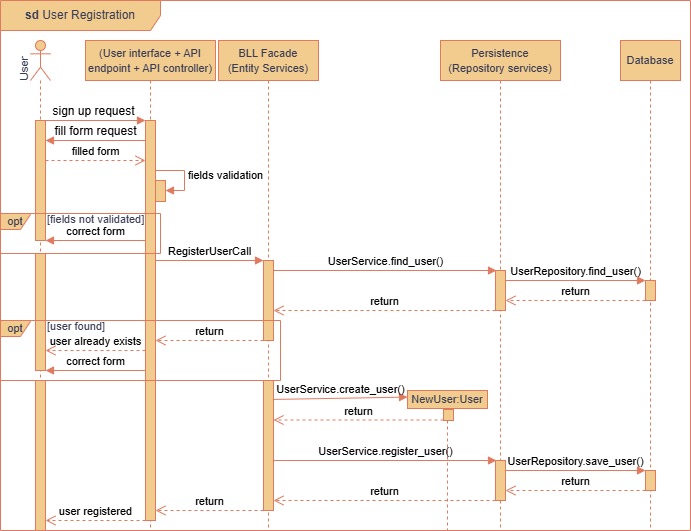 sd User Registration
User
(User interface + API
endpoint + API controller)
BLL Facade
(Entity Services)
Persistence
(Repository services)
Database
sign up request
fill form request
filled form
fields validation
opt
[fields not validated]
correct form
RegisterUserCall
UserService.find_user()
UserRepository.find_user()
return
return
opt
[user found]
return
user already exists
correct form
UserService.create_user()
NewUser:User
return
UserService.register_user()
UserRepository.save_user()
return
return
return
user registered